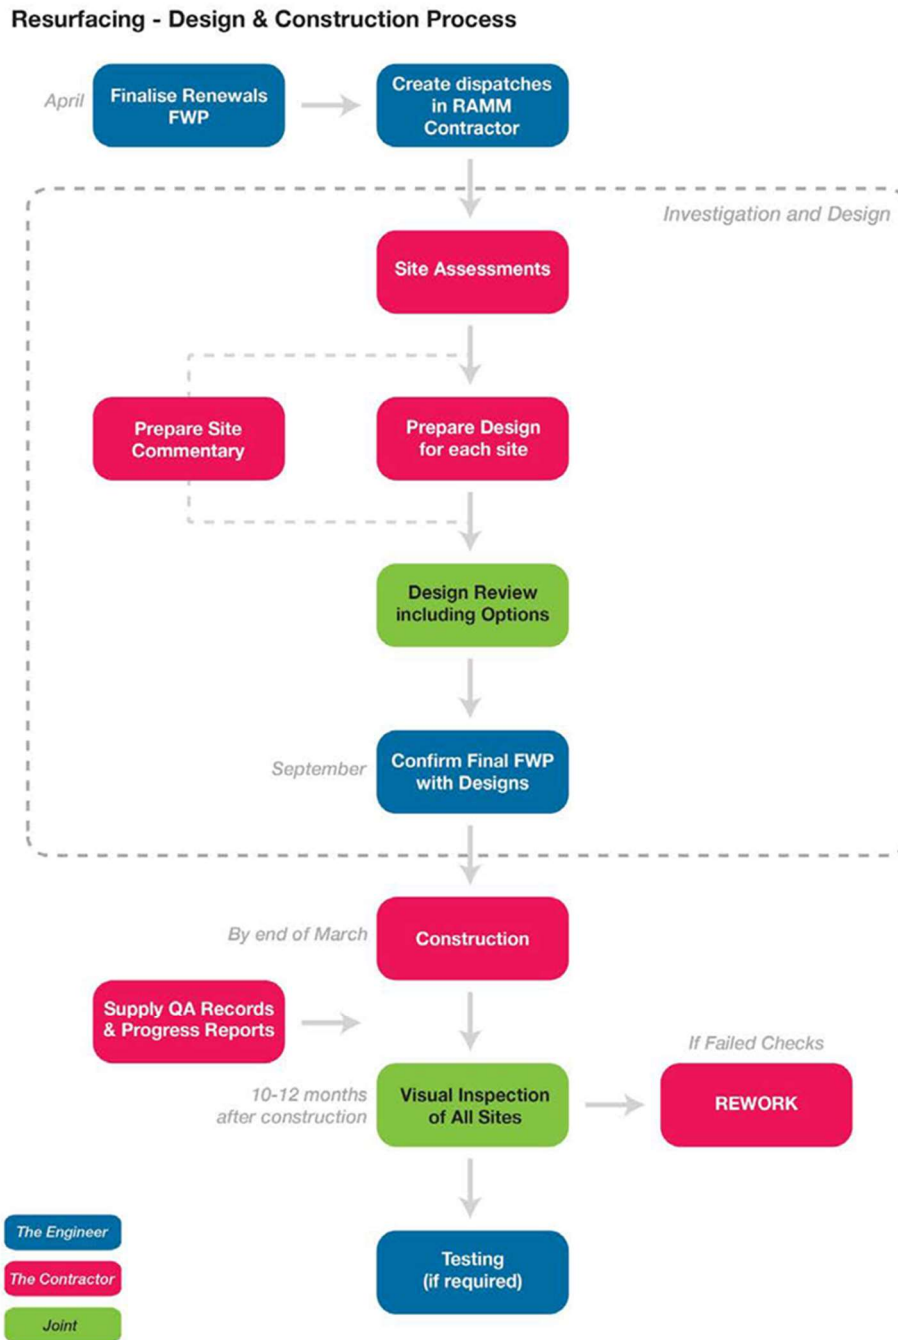 Resurfacing - Design & Construction Process
April
Finalise Renewals
FWP
Create dispatches
in RAMM
Contractor
Investigation and Design
Site Assessments
Prepare Site
Commentary
Prepare Design
for each site
Design Review
including Options
September
Confirm Final FWP
with Designs
By end of March
Construction
Supply QA Records
& Progress Reports
If Failed Checks
10-12 months
after construction
Visual Inspection
of All Sites
REWORK
The Engineer
The Contractor
Joint
Testing
(if required)